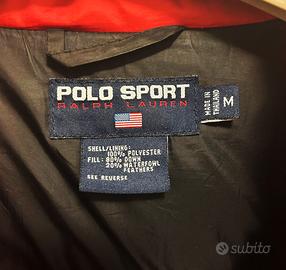 POLO SPORT
RALPH LAUREN
MADE IN
THAILAND
M
SHELL/LINING:
100% POLYESTER
FILL: 80% DOWN
20% WATERFOWL
FEATHERS
SEE REVERSE
subito